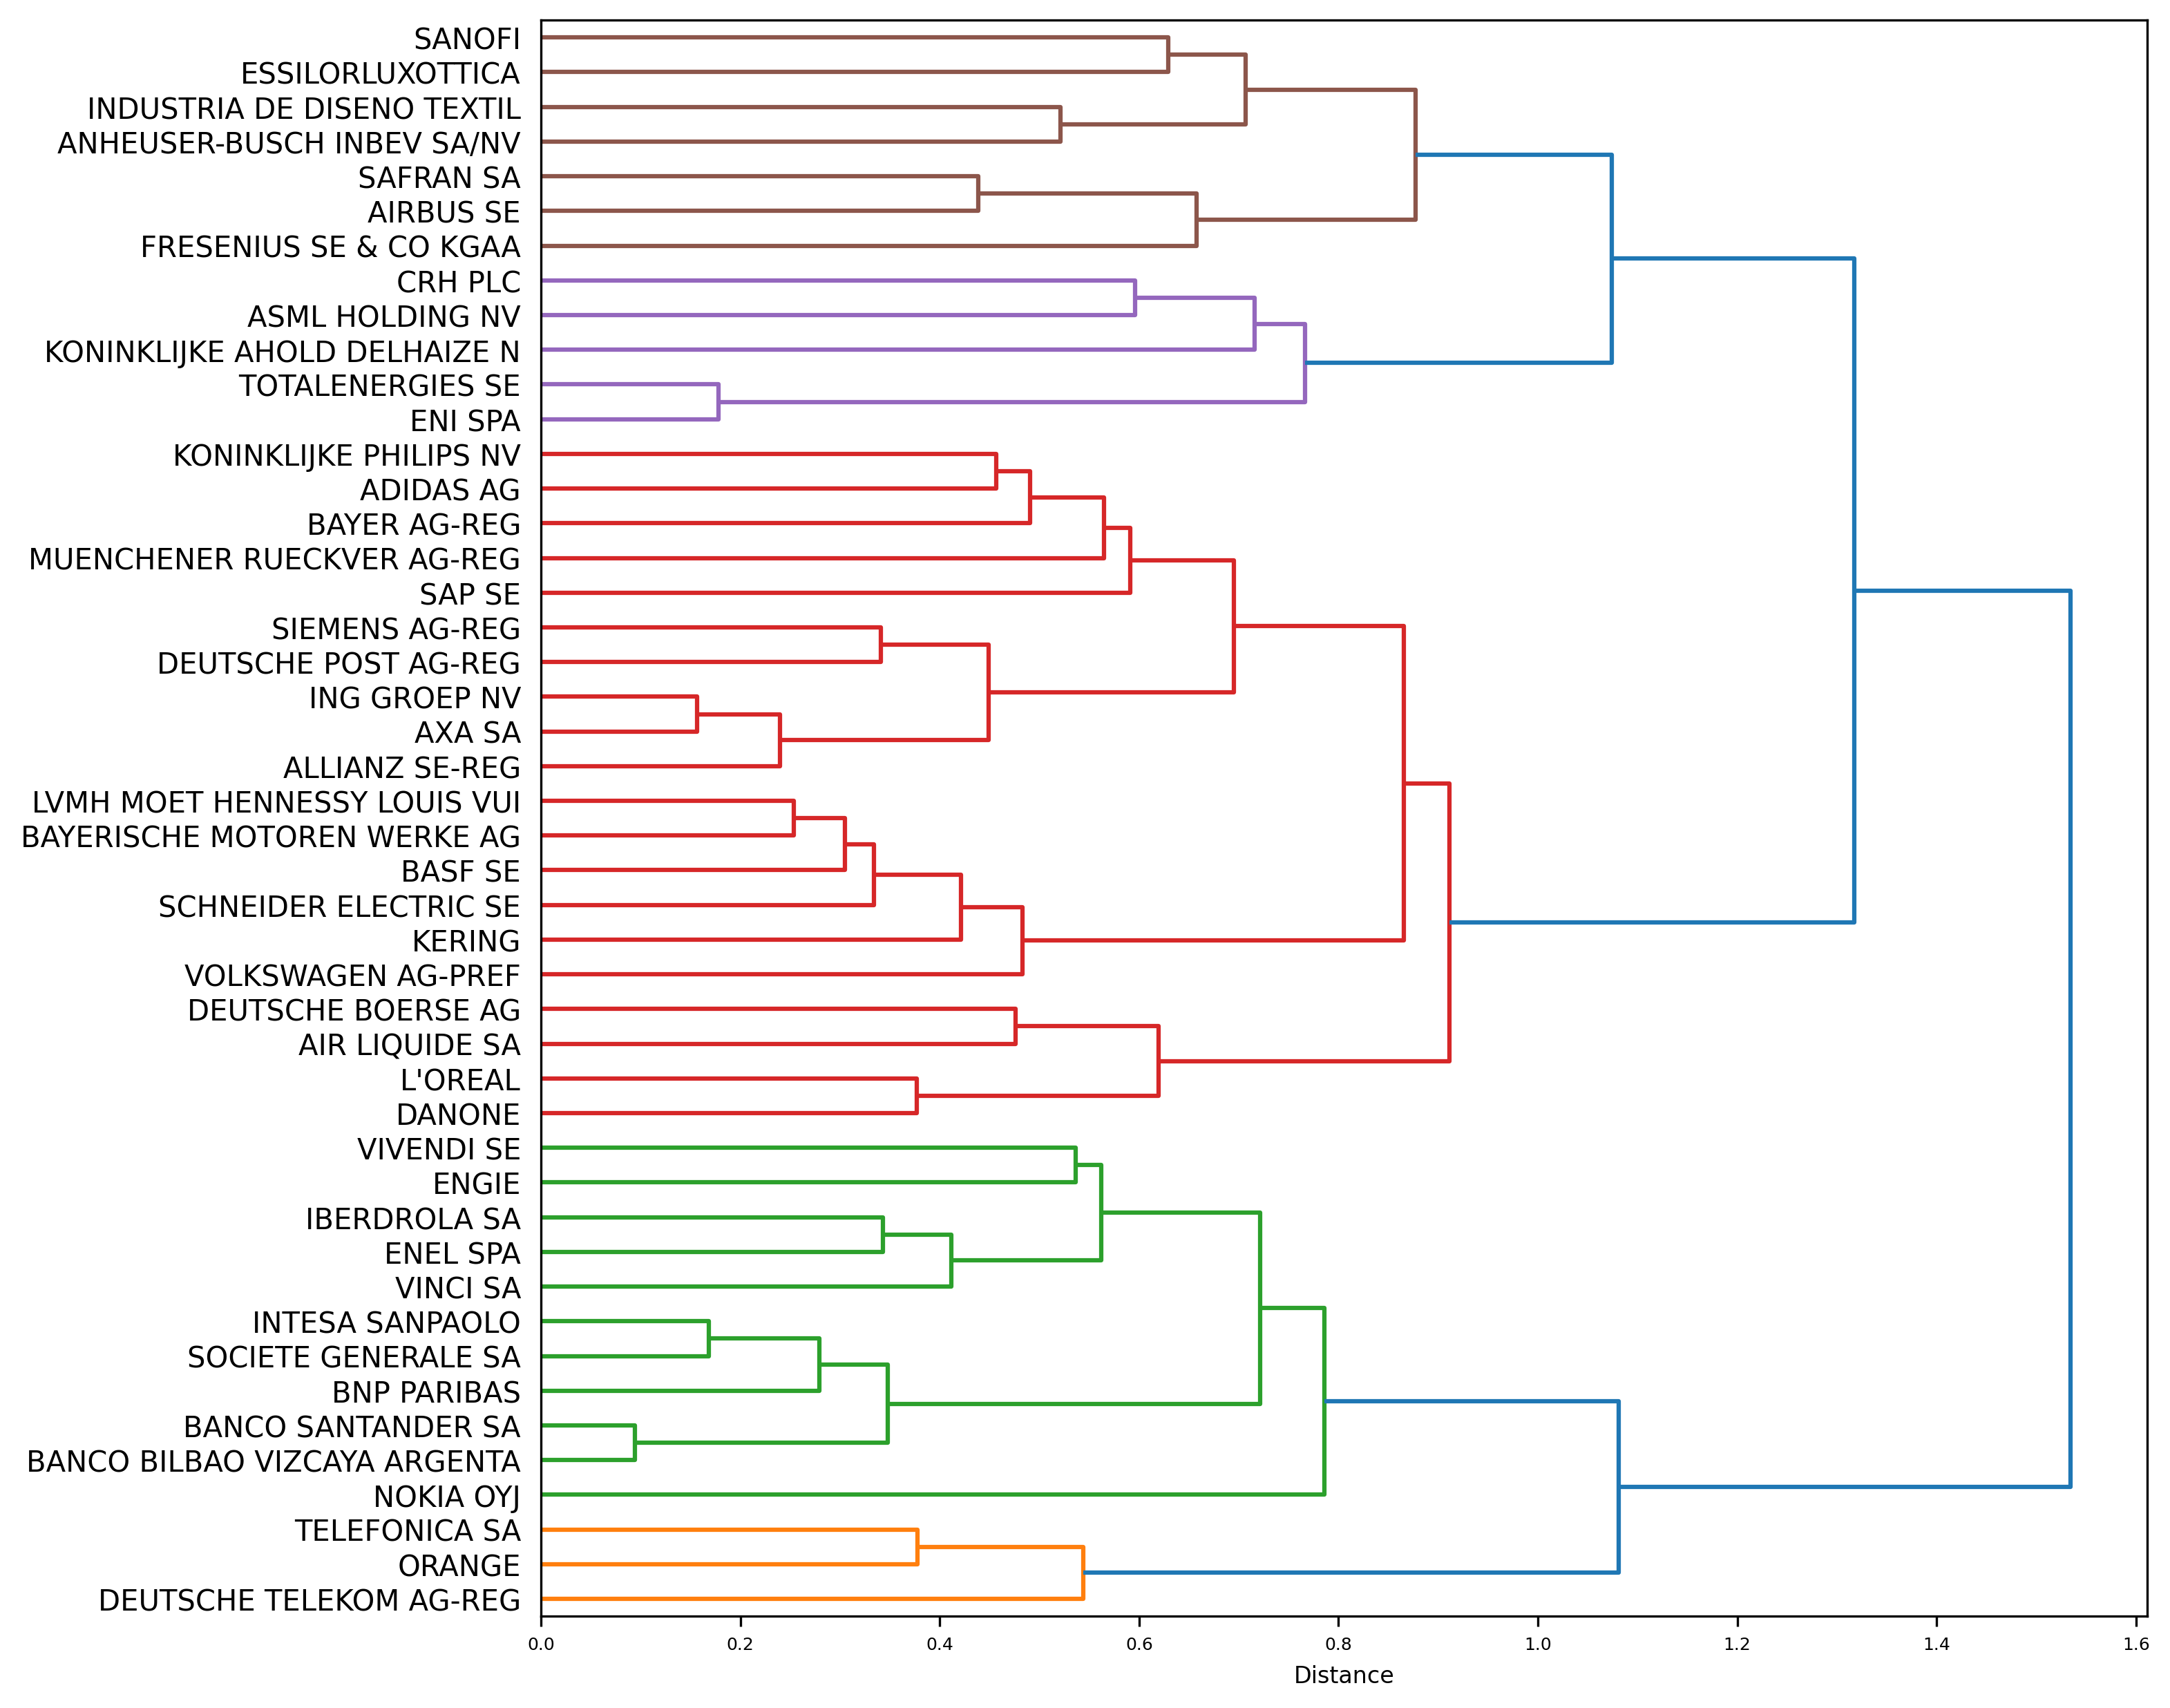 SANOFI
ESSILORLUXOTTICA
INDUSTRIA DE DISENO TEXTIL
ANHEUSER-BUSCH INBEV SA/NV
SAFRAN SA
AIRBUS SE
FRESENIUS SE & CO KGAA
CRH PLC
ASML HOLDING NV
KONINKLIJKE AHOLD DELHAIZE N
TOTALENERGIES SE
ENI SPA
KONINKLIJKE PHILIPS NV
ADIDAS AG
BAYER AG-REG
MUENCHENER RUECKVER AG-REG
SAP SE
SIEMENS AG-REG
DEUTSCHE POST AG-REG
ING GROEP NV
AXA SA
ALLIANZ SE-REG
LVMH MOET HENNESSY LOUIS VUI
BAYERISCHE MOTOREN WERKE AG
BASF SE
SCHNEIDER ELECTRIC SE
KERING
VOLKSWAGEN AG-PREF
DEUTSCHE BOERSE AG
AIR LIQUIDE SA
L'OREAL
DANONE
VIVENDI SE
ENGIE
IBERDROLA SA
ENEL SPA
VINCI SA
INTESA SANPAOLO
SOCIETE GENERALE SA
BNP PARIBAS
BANCO SANTANDER SA
BANCO BILBAO VIZCAYA ARGENTA
NOKIA OYJ
TELEFONICA SA
ORANGE
DEUTSCHE TELEKOM AG-REG
0.0 0.2 0.4 0.6 0.8 1.0 1.2 1.4 1.6
Distance